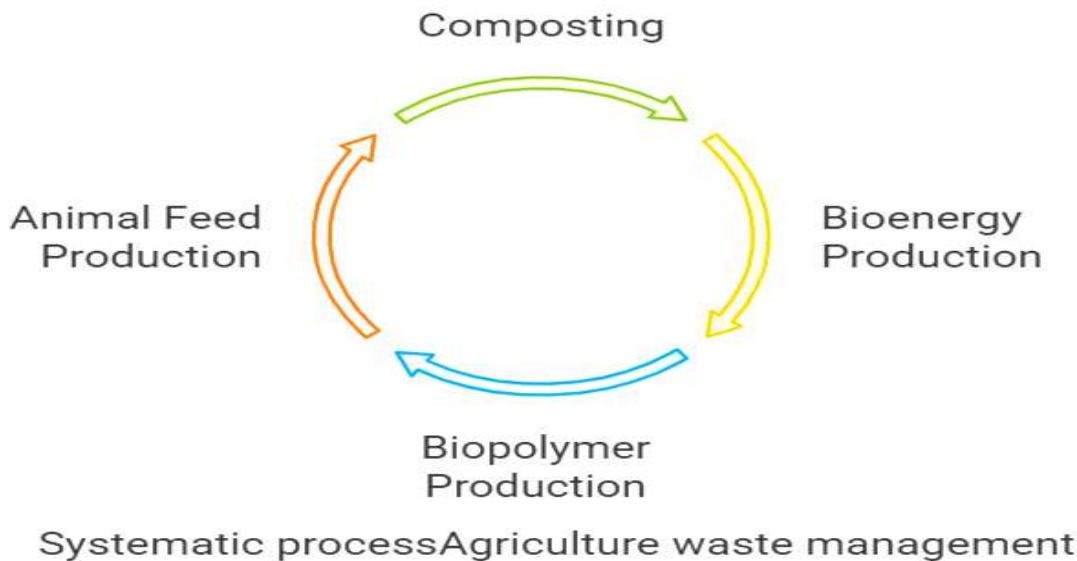 Composting
Animal Feed
Production
Bioenergy
Production
Biopolymer
Production
Systematic processAgriculture waste management